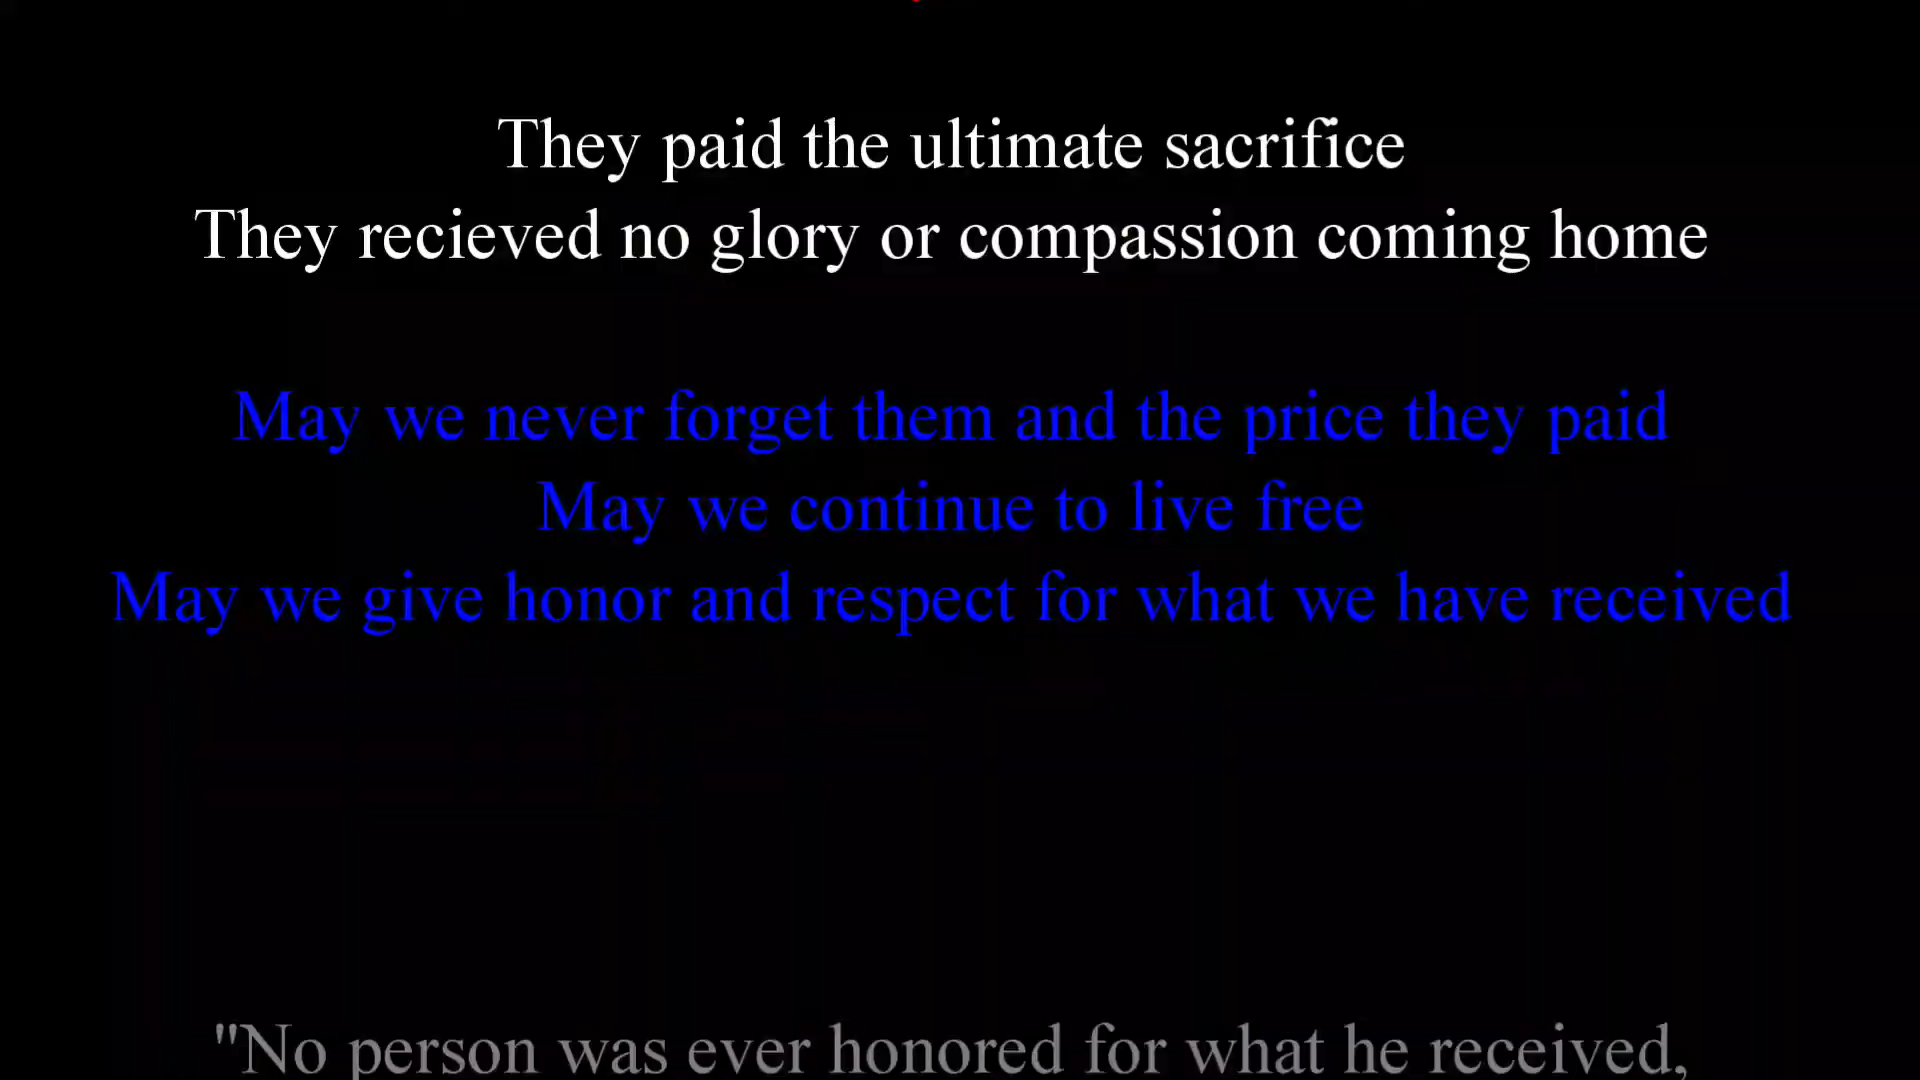 They paid the ultimate sacrifice
They recieved no glory or compassion coming home
May we never forget them and the price they paid
May we continue to live free
May we give honor and respect for what we have received
"No person was ever honored for what he received,